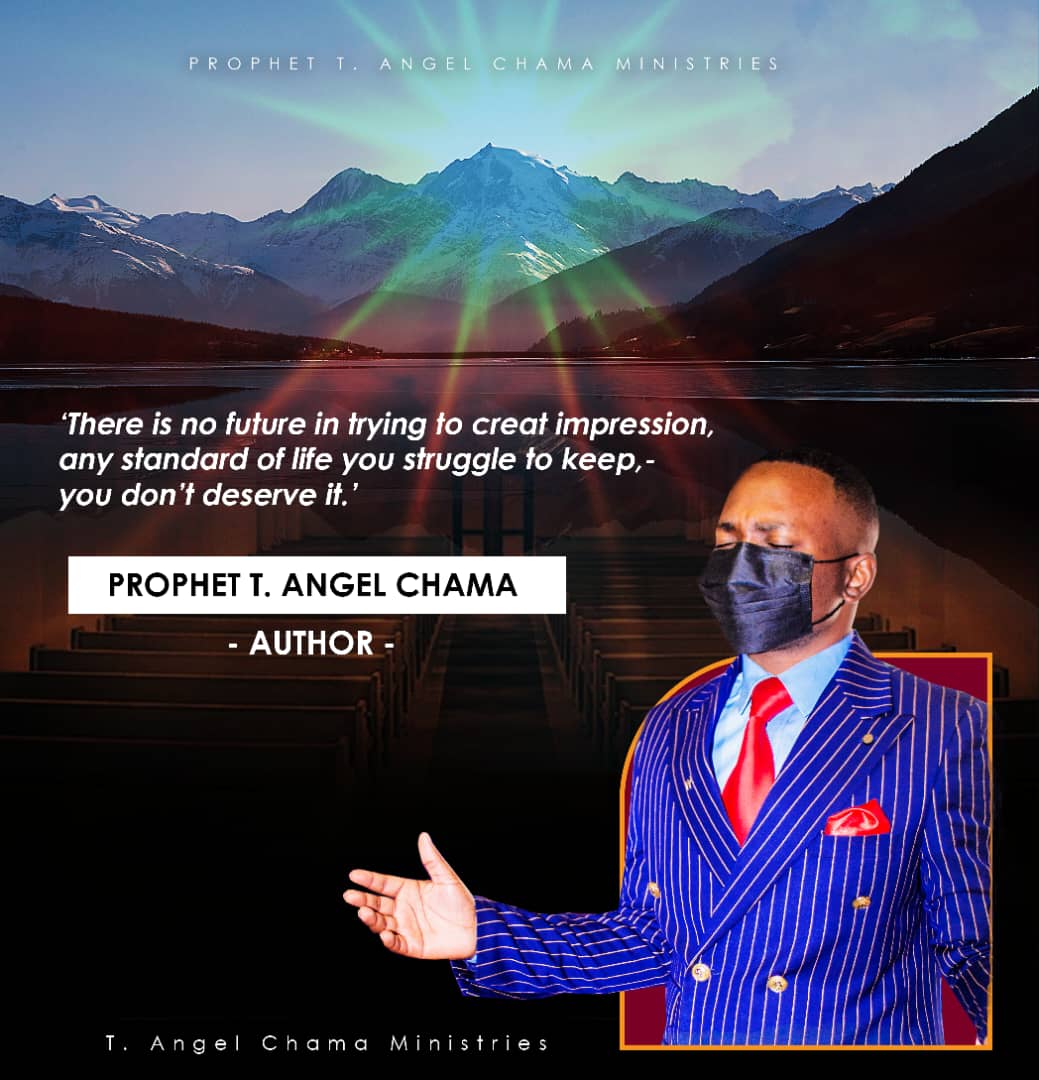 PROPHET T. ANGEL CHAMA MINISTRIES
‘There is no future in trying to creat impression,
any standard of life you struggle to keep,-
you don’t deserve it.’
PROPHET T. ANGEL CHAMA
- AUTHOR -
T. Angel Chama Ministries